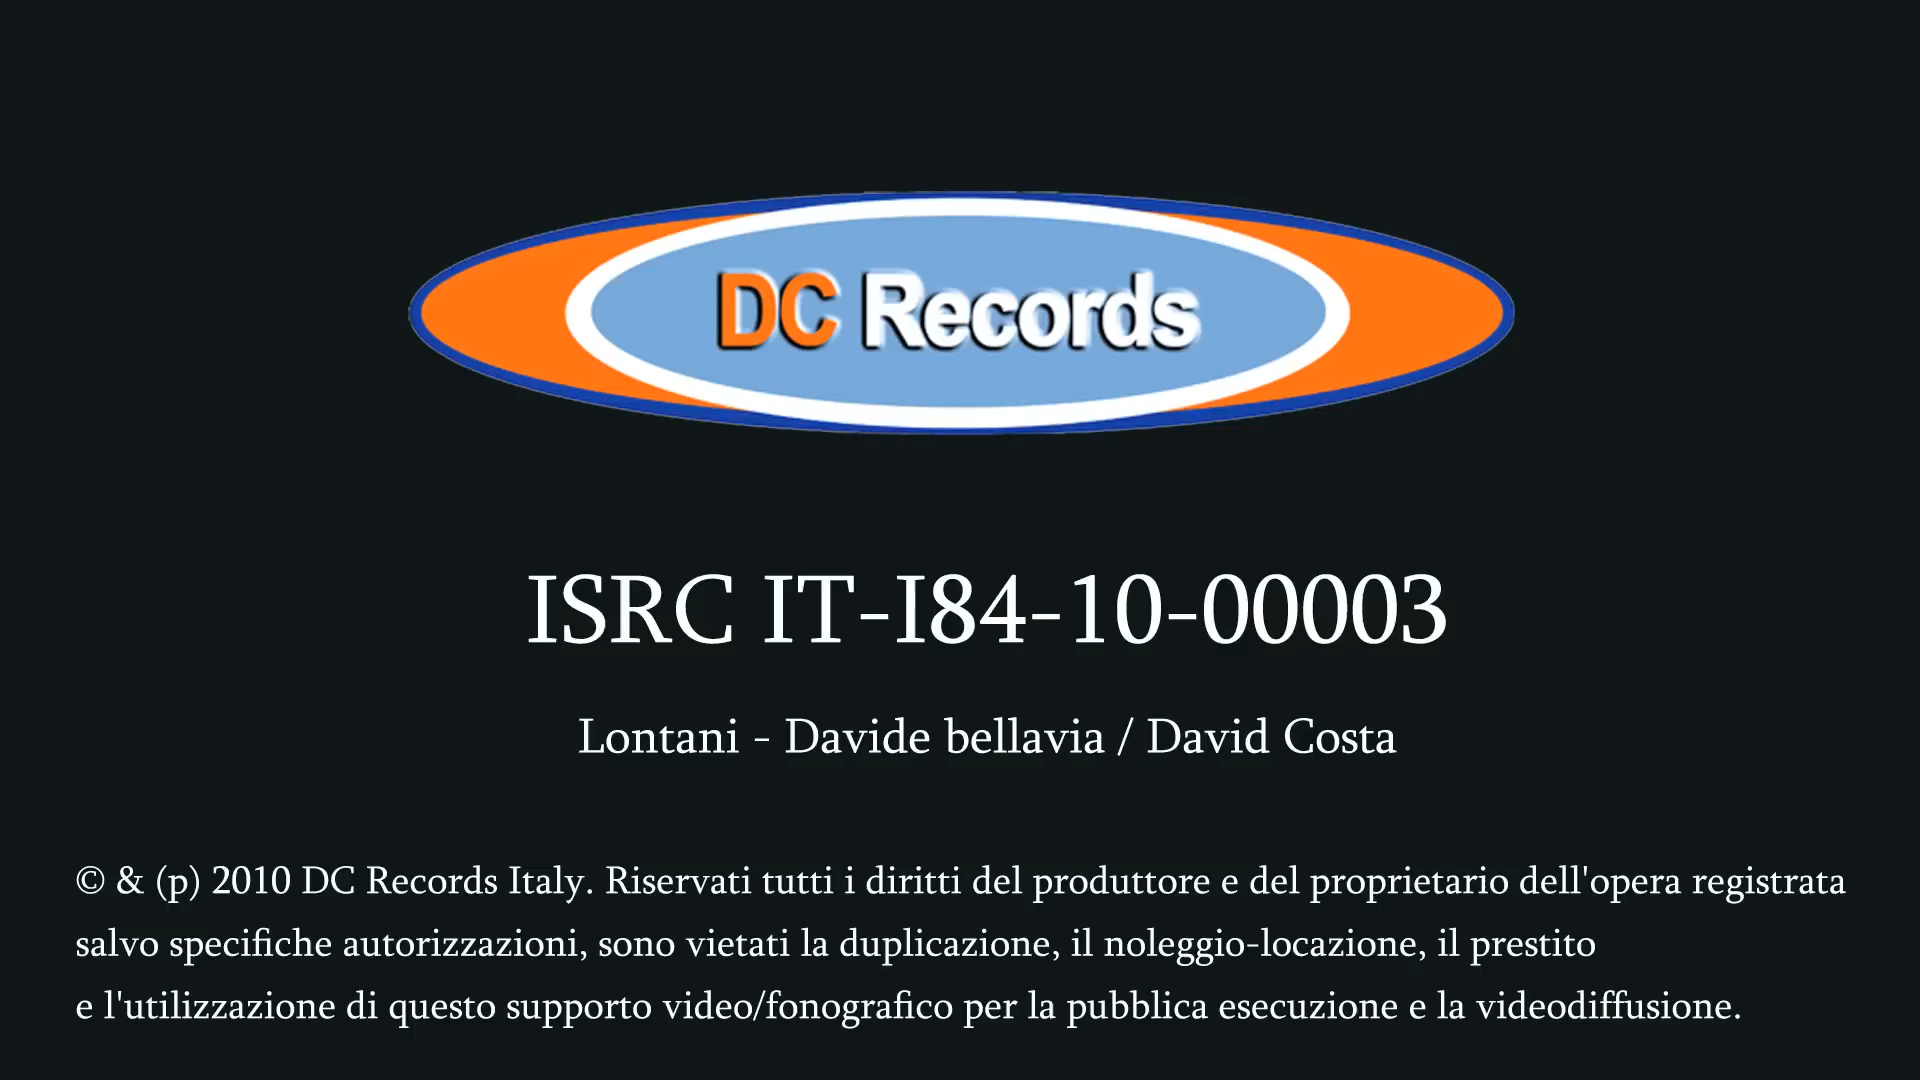 DC Records
ISRC IT-I84-10-00003
Lontani - Davide bellavia / David Costa
© & (p) 2010 DC Records Italy. Riservati tutti i diritti del produttore e del proprietario dell'opera registrata
salvo specifiche autorizzazioni, sono vietati la duplicazione, il noleggio-locazione, il prestito
e l'utilizzazione di questo supporto video/fonografico per la pubblica esecuzione e la videodiffusione.